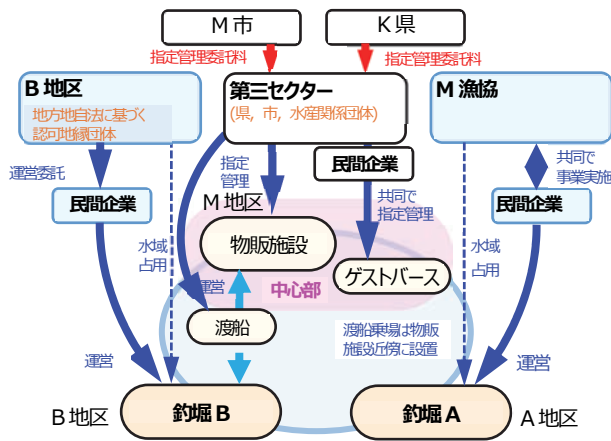 M市
K県
指定管理委託料
指定管理委託料
B地区
地方地自法に基づく
認可地縁団体
第三セクター
(県，市，水産関係団体)
M漁協
運営委託
指定
管理
民間企業
共同で
事業実施
民間企業
M地区
共同で
指定管理
民間企業
物販施設
水域
占用
ゲストバース
水域
占用
運営
中心部
渡船
渡船乗場は物販
施設近傍に設置
運営
運営
釣堀B
釣堀A
B地区
A地区